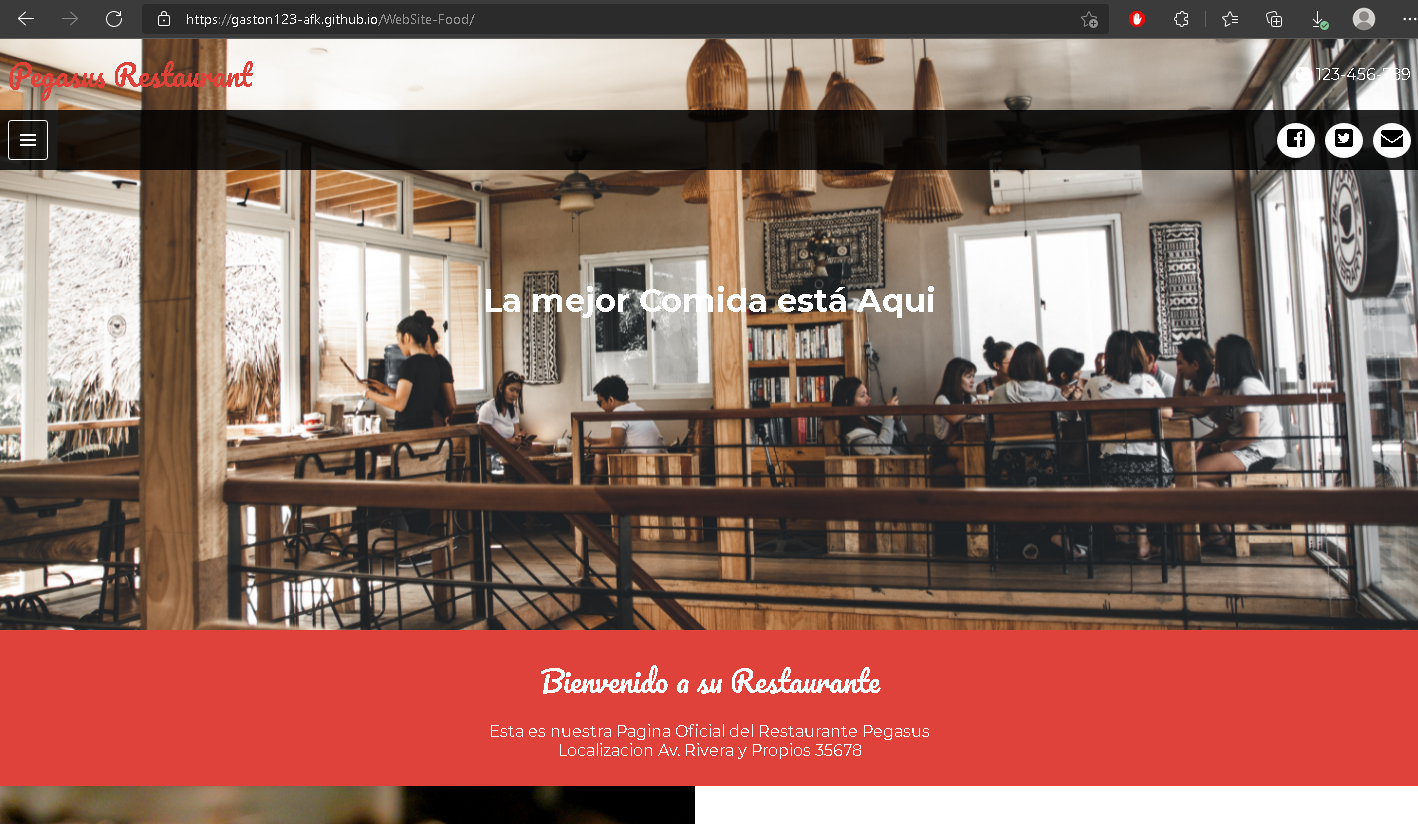 https://gaston123-afk.github.io/WebSite-Food/
Pegasus Restaurant
123-456-789
La mejor Comida está Aqui
Bienvenido a su Restaurante
Esta es nuestra Pagina Oficial del Restaurante Pegasus
Localizacion Av. Rivera y Propios 35678